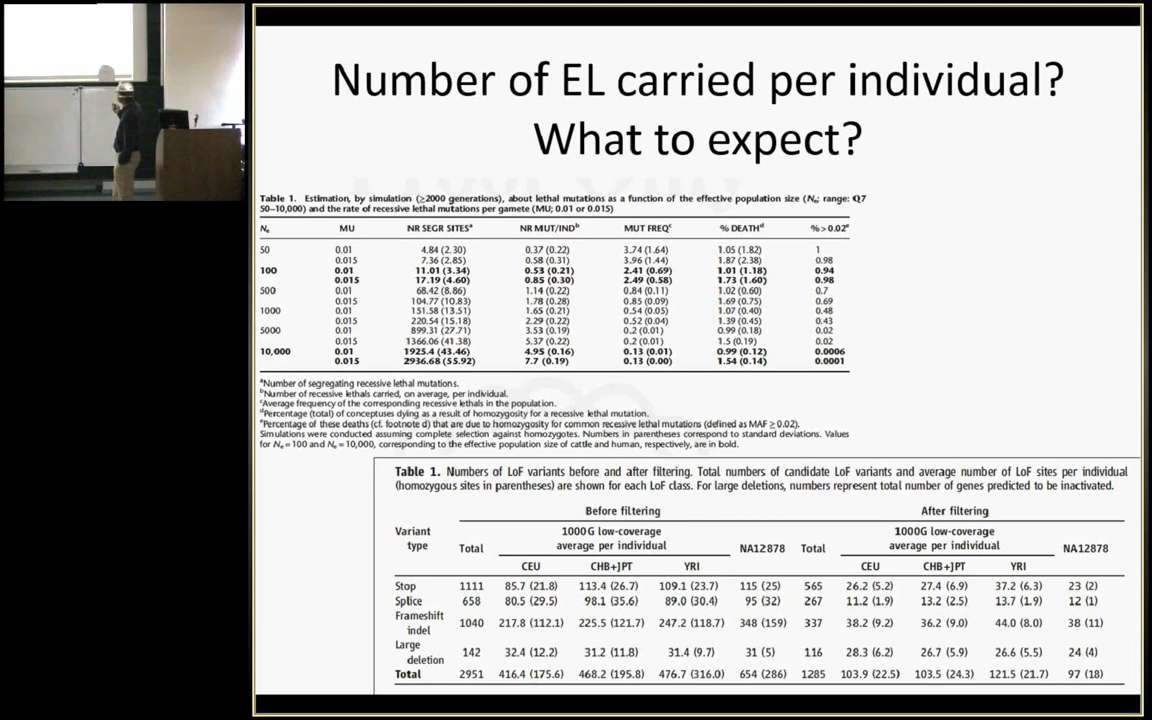 Number of EL carried per individual?
What to expect?
Table 1. Estimation, by simulation (≥2000 generations), about lethal mutations as a function of the effective population size (Ne; range: Q7
50–10,000) and the rate of recessive lethal mutations per gamete (MU; 0.01 or 0.015)
Ne MU NR SEGR SITESa NR MUT/INDb MUT FREQc % DEATHd %>0.02e
50 0.01 4.84 (2.30) 0.37 (0.22) 3.74 (1.64) 1.05 (1.82) 1
0.015 7.36 (2.85) 0.58 (0.31) 3.96 (1.44) 1.87 (2.38) 0.98
100 0.01 11.01 (3.34) 0.53 (0.21) 2.41 (0.69) 1.01 (1.18) 0.94
0.015 17.19 (4.60) 0.85 (0.30) 2.49 (0.58) 1.73 (1.60) 0.98
500 0.01 68.42 (8.86) 1.14 (0.22) 0.84 (0.11) 1.02 (0.60) 0.7
0.015 104.77 (10.83) 1.78 (0.28) 0.85 (0.09) 1.69 (0.75) 0.69
1000 0.01 151.58 (13.51) 1.65 (0.21) 0.54 (0.05) 1.07 (0.40) 0.48
0.015 220.54 (15.18) 2.29 (0.22) 0.52 (0.04) 1.39 (0.45) 0.43
5000 0.01 899.31 (27.71) 3.53 (0.19) 0.2 (0.01) 0.99 (0.18) 0.02
0.015 1366.06 (41.38) 5.37 (0.22) 0.2 (0.01) 1.5 (0.19) 0.02
10,000 0.01 1925.4 (43.46) 4.95 (0.16) 0.13 (0.01) 0.99 (0.12) 0.0006
0.015 2936.68 (55.92) 7.7 (0.19) 0.13 (0.00) 1.54 (0.14) 0.0001
aNumber of segregating recessive lethal mutations.
bNumber of recessive lethals carried, on average, per individual.
cAverage frequency of the corresponding recessive lethals in the population.
dPercentage (total) of conceptuses dying as a result of homozygosity for a recessive lethal mutation.
ePercentage of these deaths (cf. footnote d) that are due to homozygosity for common recessive lethal mutations (defined as MAF ≥ 0.02).
Simulations were conducted assuming complete selection against homozygotes. Numbers in parentheses correspond to standard deviations. Values
for Ne = 100 and Ne = 10,000, corresponding to the effective population size of cattle and human, respectively, are in bold.
Table 1. Numbers of LoF variants before and after filtering. Total numbers of candidate LoF variants and average number of LoF sites per individual
(homozygous sites in parentheses) are shown for each LoF class. For large deletions, numbers represent total number of genes predicted to be inactivated.
Before filtering After filtering
Variant type Total 1000G low-coverage average per individual NA12878 Total 1000G low-coverage average per individual NA12878
CEU CHB+JPT YRI CEU CHB+JPT YRI
Stop 1111 85.7 (21.8) 113.4 (26.7) 109.1 (23.7) 115 (25) 565 26.2 (5.2) 27.4 (6.9) 37.2 (6.3) 23 (2)
Splice 658 80.5 (29.5) 98.1 (35.6) 89.0 (30.4) 95 (32) 267 11.2 (1.9) 13.2 (2.5) 13.7 (1.9) 12 (1)
Frameshift indel 1040 217.8 (112.1) 225.5 (121.7) 247.2 (118.7) 348 (159) 337 38.2 (9.2) 36.2 (9.0) 44.0 (8.0) 38 (11)
Large deletion 142 32.4 (12.2) 31.2 (11.8) 31.4 (9.7) 31 (5) 116 28.3 (6.2) 26.7 (5.9) 26.6 (5.5) 24 (4)
Total 2951 416.4 (175.6) 468.2 (195.8) 476.7 (316.0) 654 (286) 1285 103.9 (22.5) 103.5 (24.3) 121.5 (21.7) 97 (18)